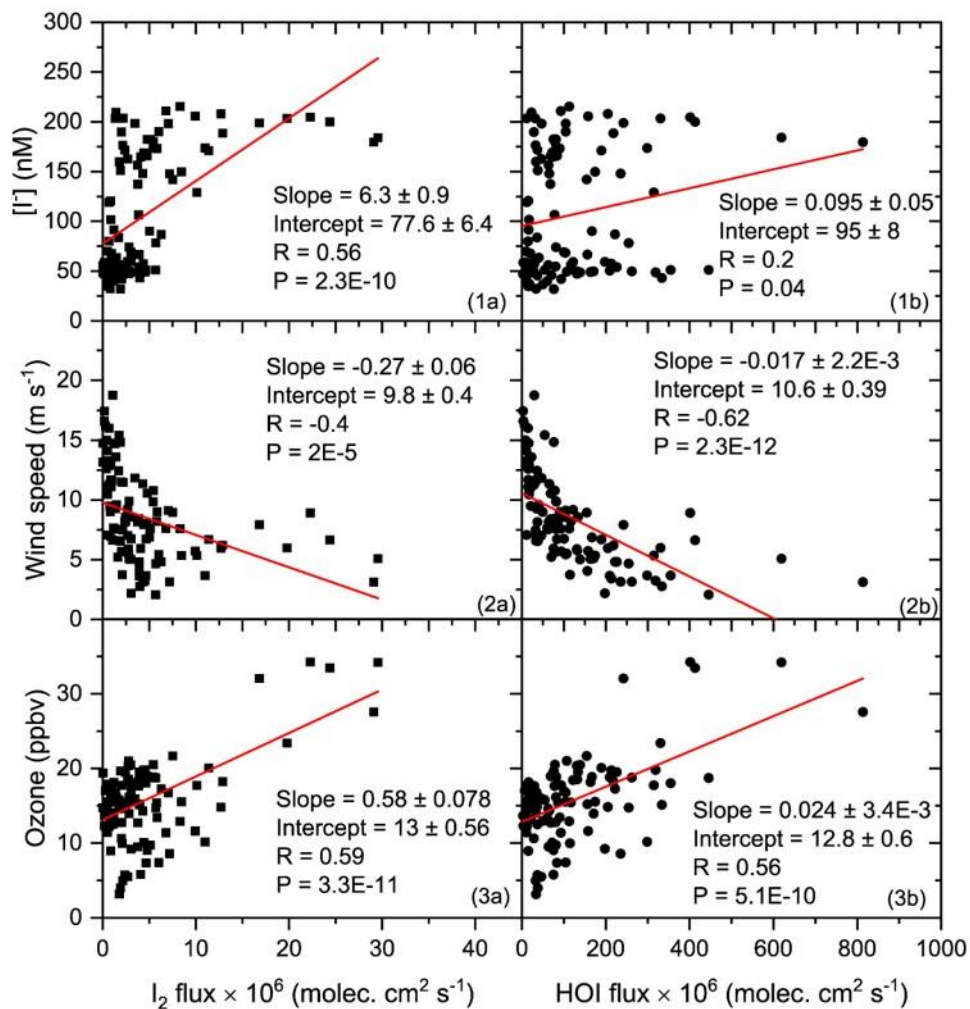 300
250
200
150
100
50
0
[I⁻] (nM)
Slope = 6.3 ± 0.9
Intercept = 77.6 ± 6.4
R = 0.56
P = 2.3E-10
(1a)
Slope = 0.095 ± 0.05
Intercept = 95 ± 8
R = 0.2
P = 0.04
(1b)
20
15
10
5
0
Wind speed (m s⁻¹)
Slope = -0.27 ± 0.06
Intercept = 9.8 ± 0.4
R = -0.4
P = 2E-5
(2a)
Slope = -0.017 ± 2.2E-3
Intercept = 10.6 ± 0.39
R = -0.62
P = 2.3E-12
(2b)
30
20
10
0
Ozone (ppbv)
Slope = 0.58 ± 0.078
Intercept = 13 ± 0.56
R = 0.59
P = 3.3E-11
(3a)
Slope = 0.024 ± 3.4E-3
Intercept = 12.8 ± 0.6
R = 0.56
P = 5.1E-10
(3b)
0 10 20 30 40
0 200 400 600 800 1000
I₂ flux × 10⁶ (molec. cm² s⁻¹)
HOI flux × 10⁶ (molec. cm² s⁻¹)